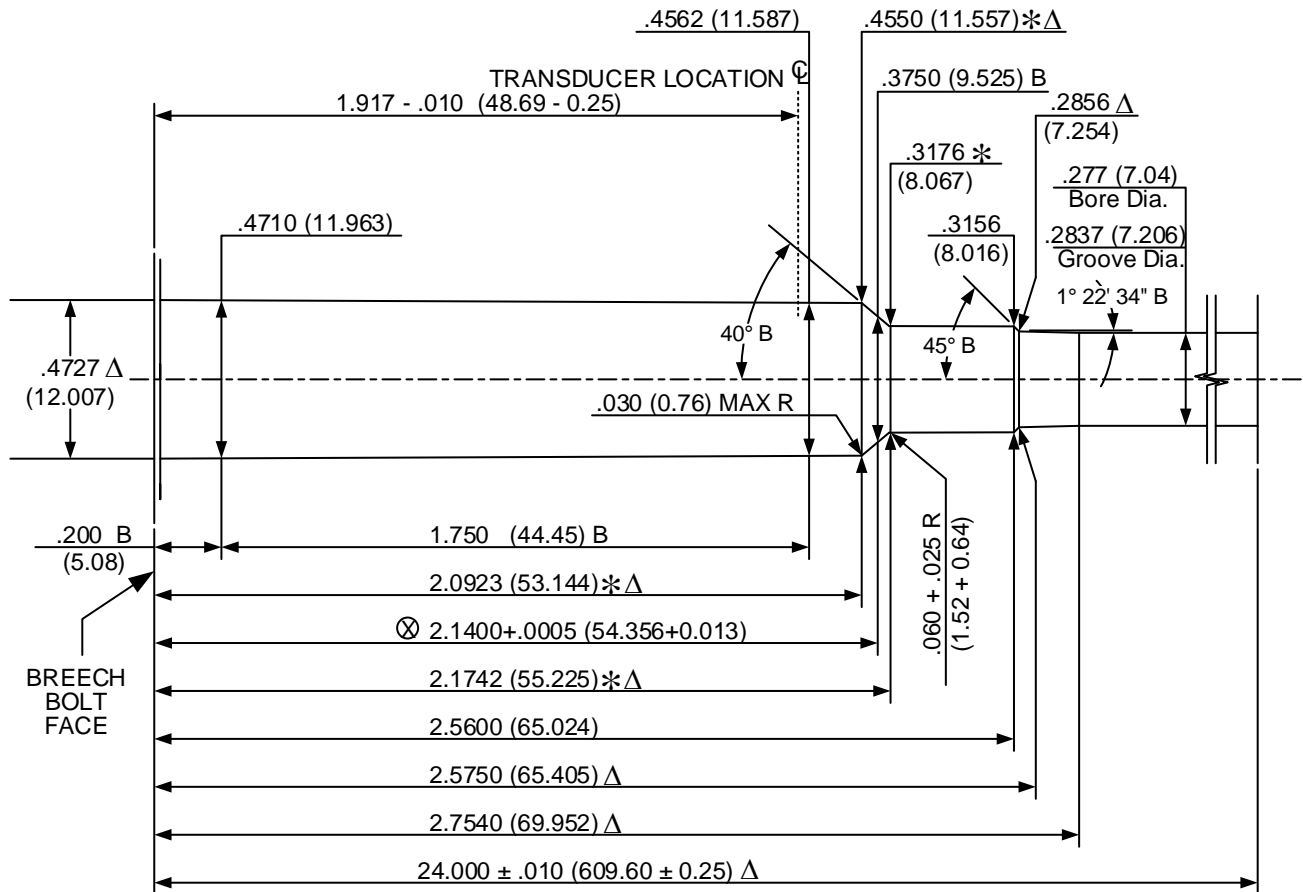 .4562 (11.587)
.4550 (11.557)✻Δ
TRANSDUCER LOCATION ℄
.3750 (9.525) B
1.917 - .010 (48.69 - 0.25)
.2856 Δ
(7.254)
.3176 ✻
(8.067)
.277 (7.04)
Bore Dia.
.4710 (11.963)
.3156
(8.016)
.2837 (7.206)
Groove Dia.
1° 22' 34" B
40° B
45° B
.4727 Δ
(12.007)
.030 (0.76) MAX R
.200 B
(5.08)
1.750 (44.45) B
.060 + .025 R
(1.52 + 0.64)
2.0923 (53.144)✻Δ
Ⓧ 2.1400+.0005 (54.356+0.013)
BREECH
BOLT
FACE
2.1742 (55.225)✻Δ
2.5600 (65.024)
2.5750 (65.405) Δ
2.7540 (69.952) Δ
24.000 ± .010 (609.60 ± 0.25) Δ